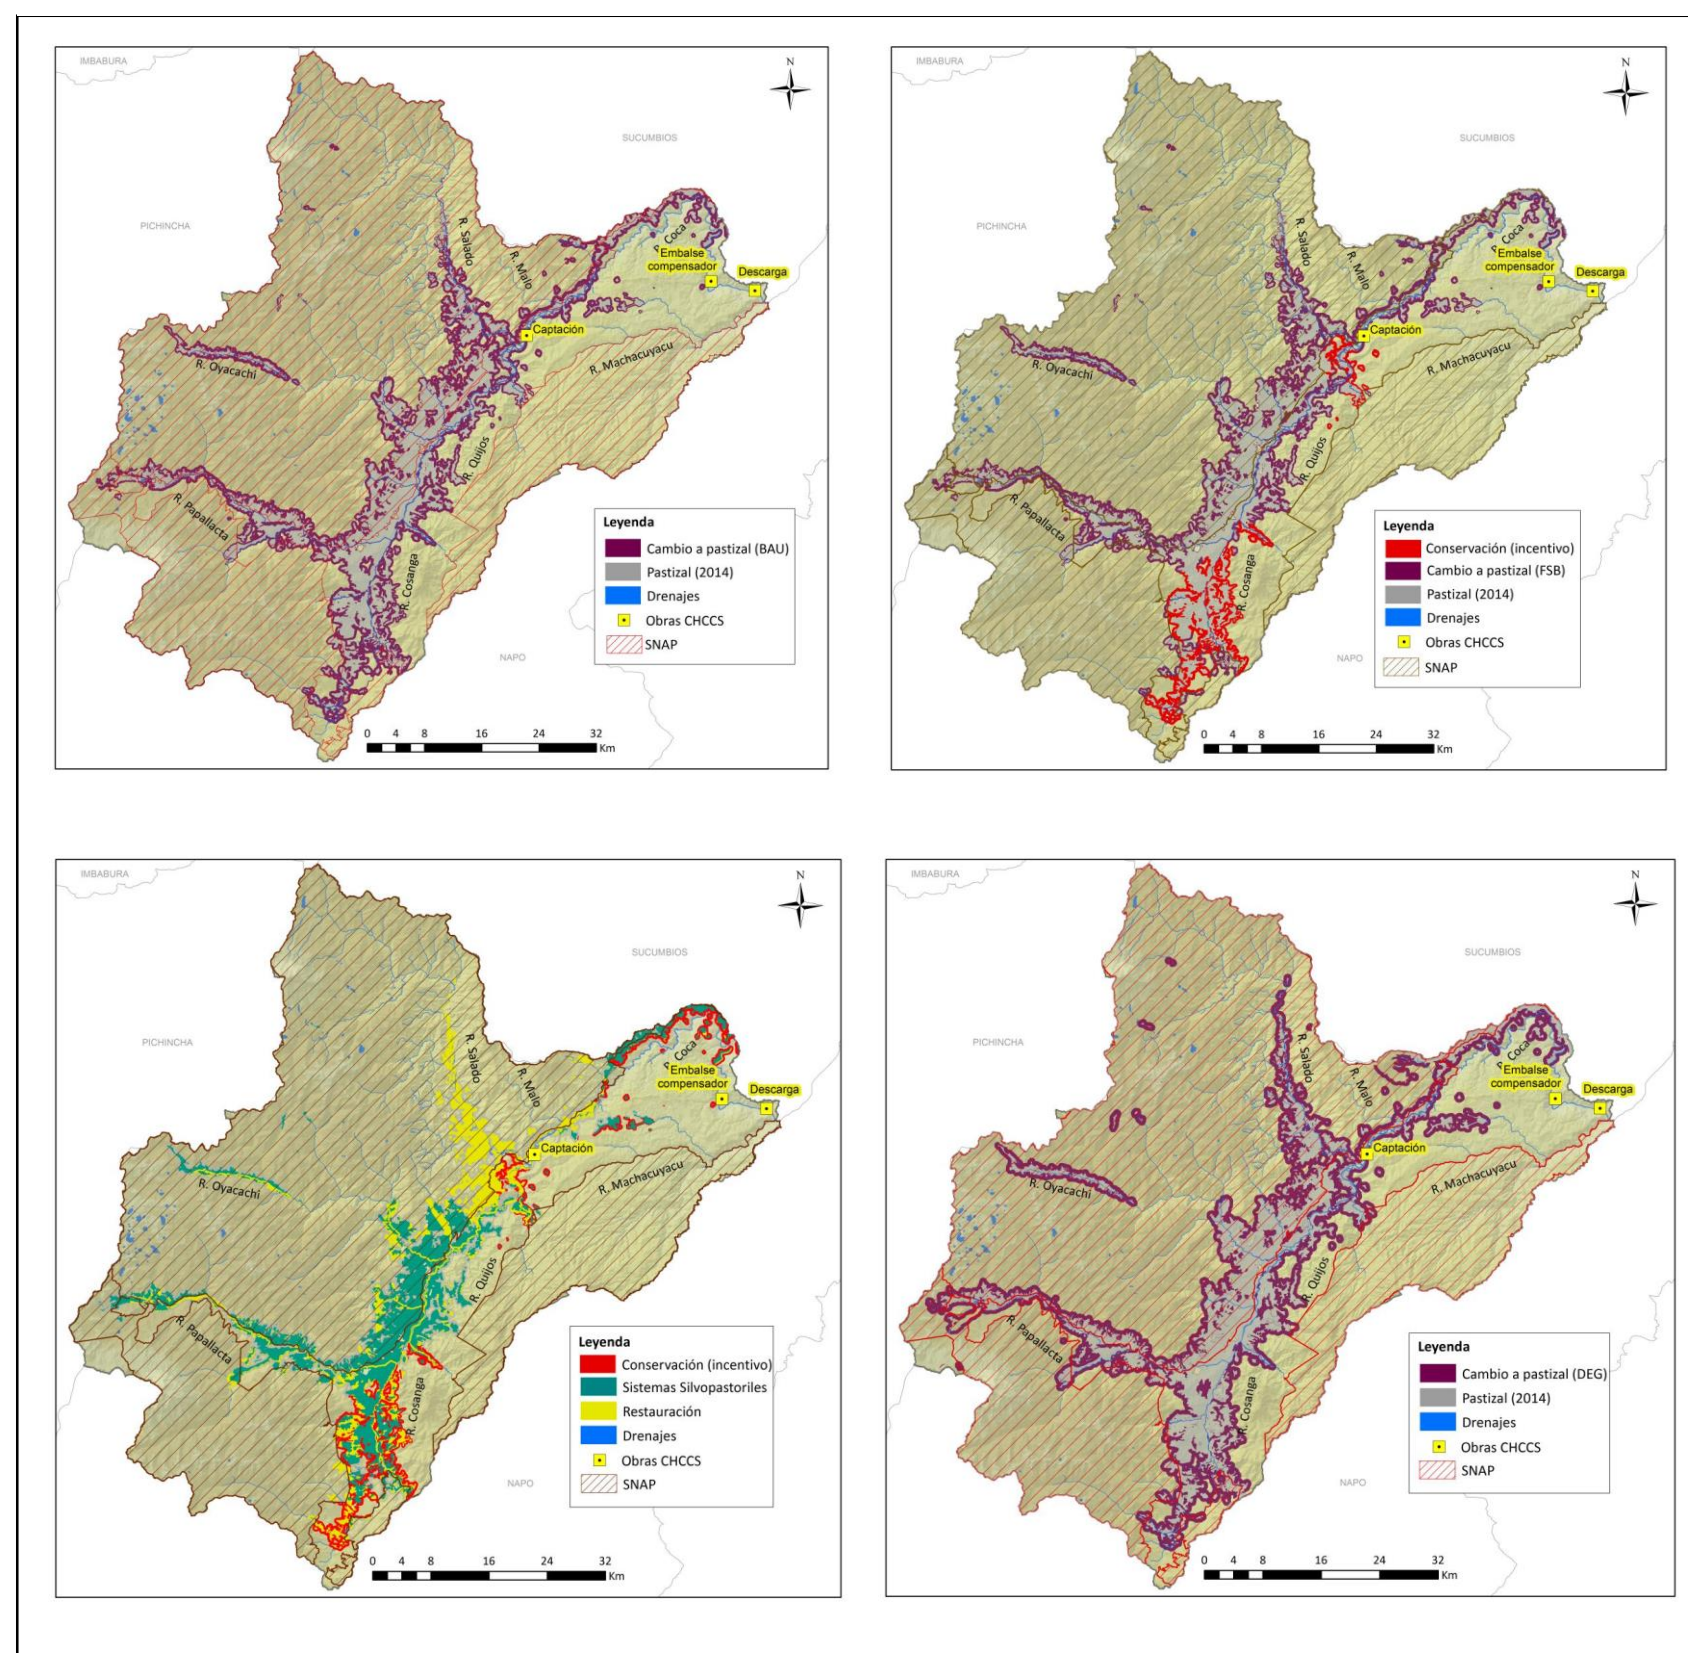 IMBABURA
N
SUCUMBIOS
PICHINCHA
R. Salado
R. Malo
R. Coca
Embalse
compensador
Descarga
Captación
R. Machacuyacu
R. Oyacachi
R. Quijos
R. Papallacta
R. Cosanga
NAPO
Leyenda
Cambio a pastizal (BAU)
Pastizal (2014)
Drenajes
Obras CHCCS
SNAP
0 4 8 16 24 32
Km
IMBABURA
N
SUCUMBIOS
PICHINCHA
R. Salado
R. Malo
R. Coca
Embalse
compensador
Descarga
Captación
R. Machacuyacu
R. Oyacachi
R. Quijos
R. Papallacta
R. Cosanga
NAPO
Leyenda
Conservación (incentivo)
Cambio a pastizal (FSB)
Pastizal (2014)
Drenajes
Obras CHCCS
SNAP
0 4 8 16 24 32
Km
IMBABURA
N
SUCUMBIOS
PICHINCHA
R. Salado
R. Malo
R. Coca
Embalse
compensador
Descarga
Captación
R. Machacuyacu
R. Oyacachi
R. Quijos
R. Papallacta
R. Cosanga
NAPO
Leyenda
Conservación (incentivo)
Sistemas Silvopastoriles
Restauración
Drenajes
Obras CHCCS
SNAP
0 4 8 16 24 32
Km
IMBABURA
N
SUCUMBIOS
PICHINCHA
R. Salado
R. Malo
R. Coca
Embalse
compensador
Descarga
Captación
R. Machacuyacu
R. Oyacachi
R. Quijos
R. Papallacta
R. Cosanga
NAPO
Leyenda
Cambio a pastizal (DEG)
Pastizal (2014)
Drenajes
Obras CHCCS
SNAP
0 4 8 16 24 32
Km